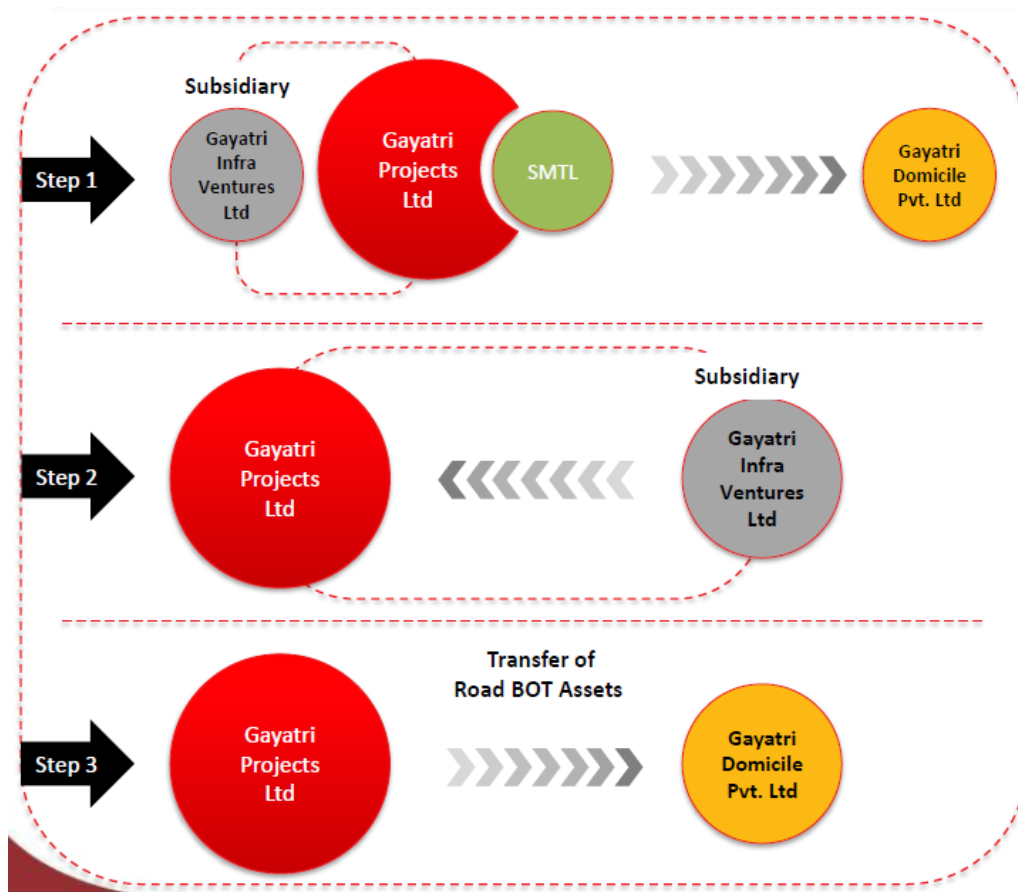 Subsidiary
Step 1
Gayatri
Infra
Ventures
Ltd
Gayatri
Projects
Ltd
SMTL
Gayatri
Domicile
Pvt. Ltd
Subsidiary
Step 2
Gayatri
Projects
Ltd
Gayatri
Infra
Ventures
Ltd
Transfer of
Road BOT Assets
Step 3
Gayatri
Projects
Ltd
Gayatri
Domicile
Pvt. Ltd